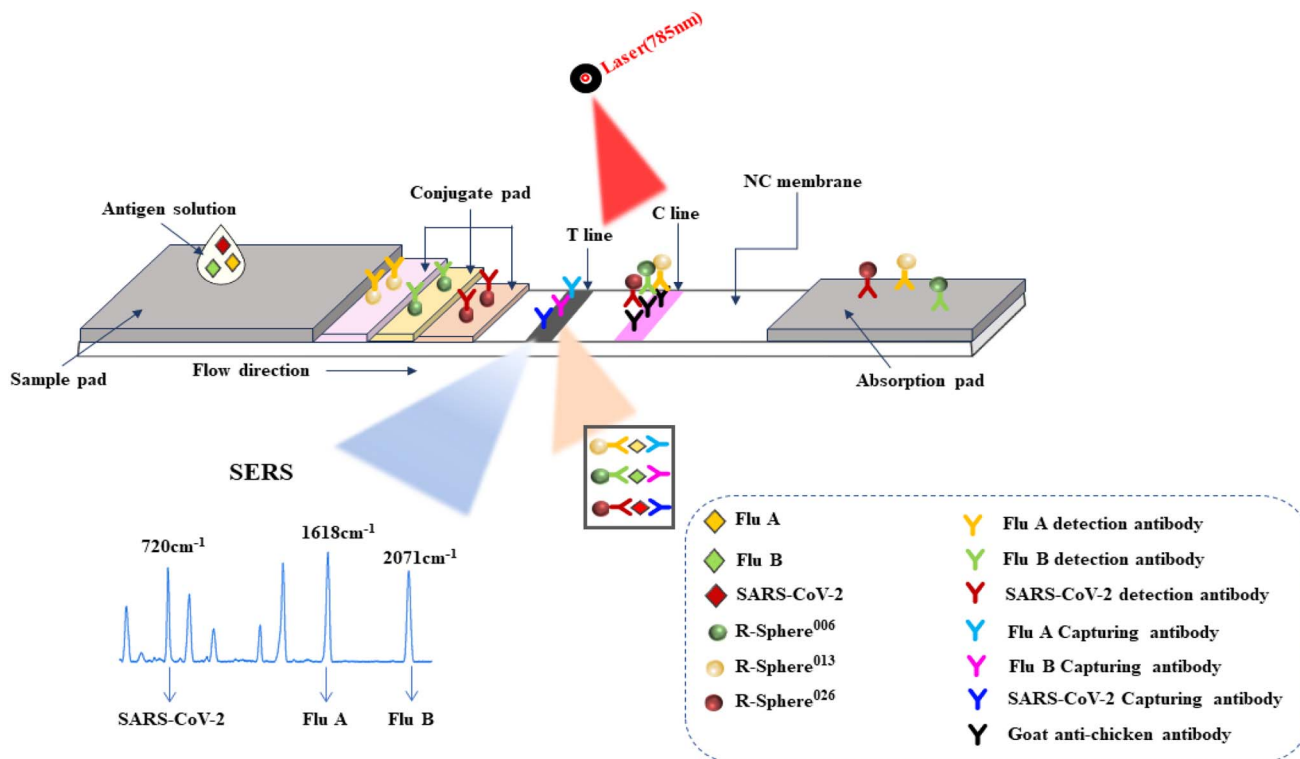 Laser(785nm)
NC membrane
Conjugate pad
Antigen solution
C line
T line
Sample pad
Flow direction
Absorption pad
SERS
720cm⁻¹
1618cm⁻¹
2071cm⁻¹
SARS-CoV-2
Flu A
Flu B
Flu A
Flu B
SARS-CoV-2
R-Sphere⁰⁰⁶
R-Sphere⁰¹³
R-Sphere⁰²⁶
Flu A detection antibody
Flu B detection antibody
SARS-CoV-2 detection antibody
Flu A Capturing antibody
Flu B Capturing antibody
SARS-CoV-2 Capturing antibody
Goat anti-chicken antibody